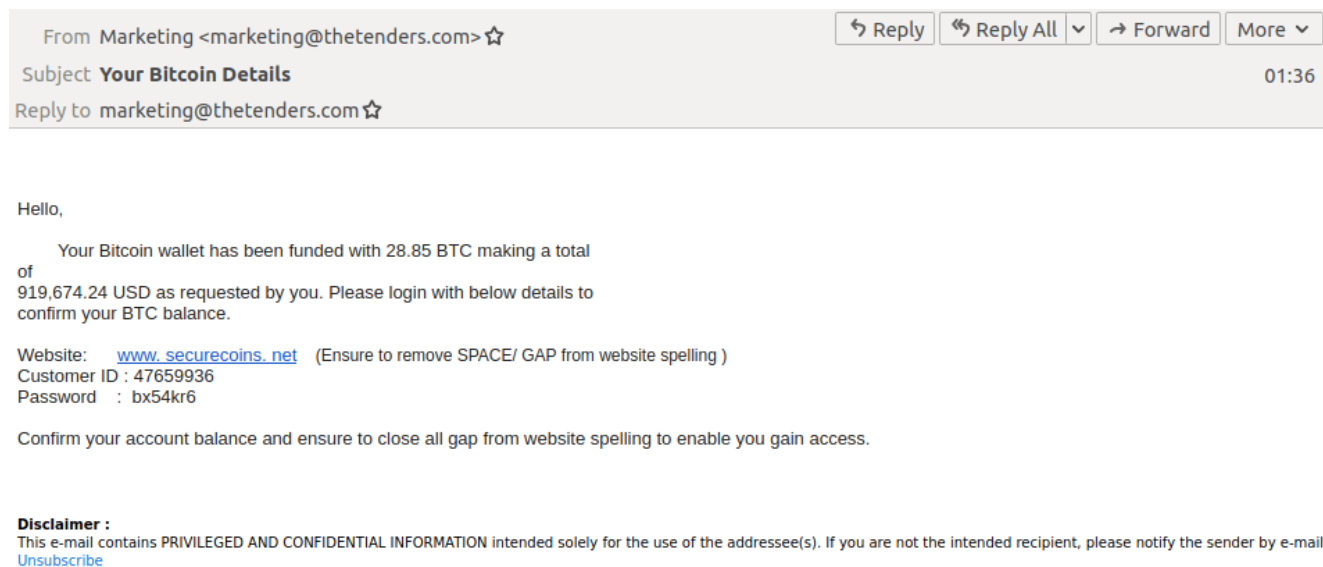 From Marketing <marketing@thetenders.com>
Reply Reply All Forward More
Subject Your Bitcoin Details
01:36
Reply to marketing@thetenders.com
Hello,
Your Bitcoin wallet has been funded with 28.85 BTC making a total
of
919,674.24 USD as requested by you. Please login with below details to
confirm your BTC balance.
Website: www. securecoins. net (Ensure to remove SPACE/ GAP from website spelling )
Customer ID : 47659936
Password : bx54kr6
Confirm your account balance and ensure to close all gap from website spelling to enable you gain access.
Disclaimer :
This e-mail contains PRIVILEGED AND CONFIDENTIAL INFORMATION intended solely for the use of the addressee(s). If you are not the intended recipient, please notify the sender by e-mail
Unsubscribe